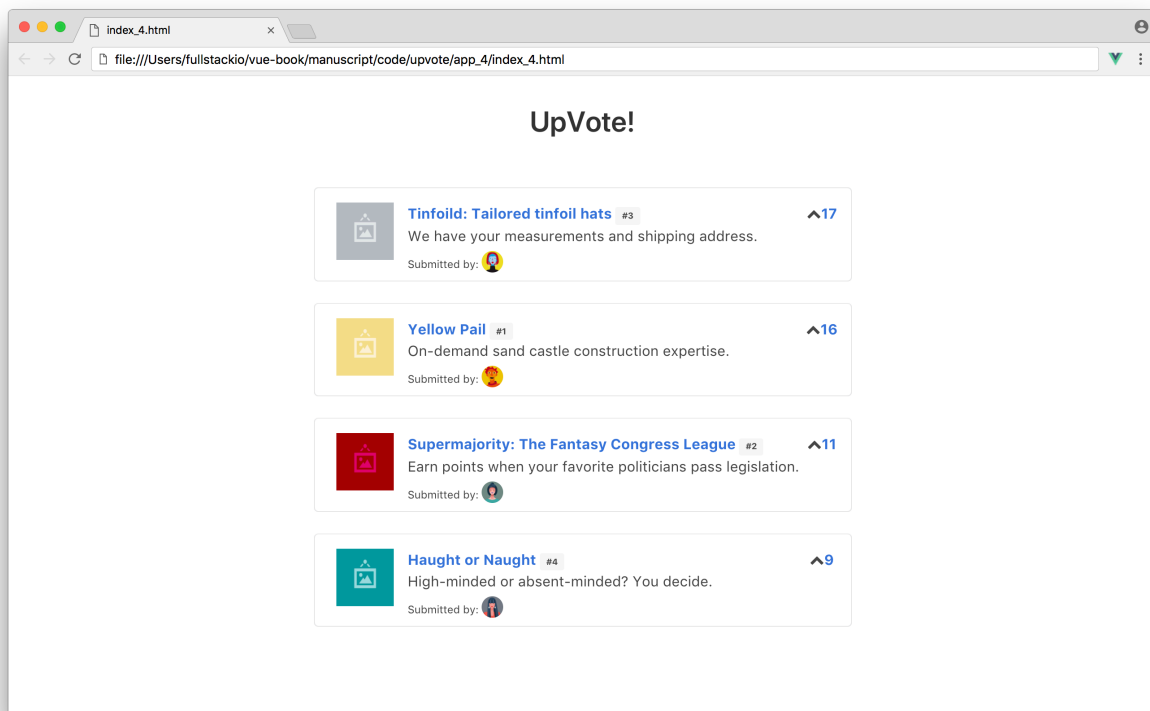 index_4.html
file:///Users/fullstackio/vue-book/manuscript/code/upvote/app_4/index_4.html
UpVote!
Tinfoild: Tailored tinfoil hats #3 17
We have your measurements and shipping address.
Submitted by:
Yellow Pail #1 16
On-demand sand castle construction expertise.
Submitted by:
Supermajority: The Fantasy Congress League #2 11
Earn points when your favorite politicians pass legislation.
Submitted by:
Haught or Naught #4 9
High-minded or absent-minded? You decide.
Submitted by: